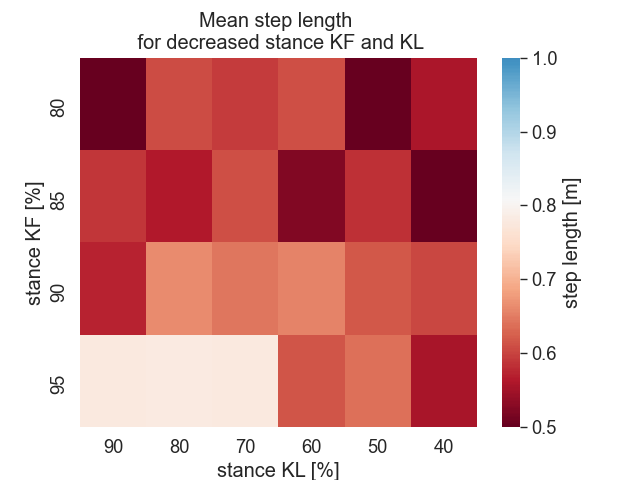 Mean step length
for decreased stance KF and KL
80
85
90
95
stance KF [%]
90 80 70 60 50 40
stance KL [%]
1.0
0.9
0.8
0.7
0.6
0.5
step length [m]